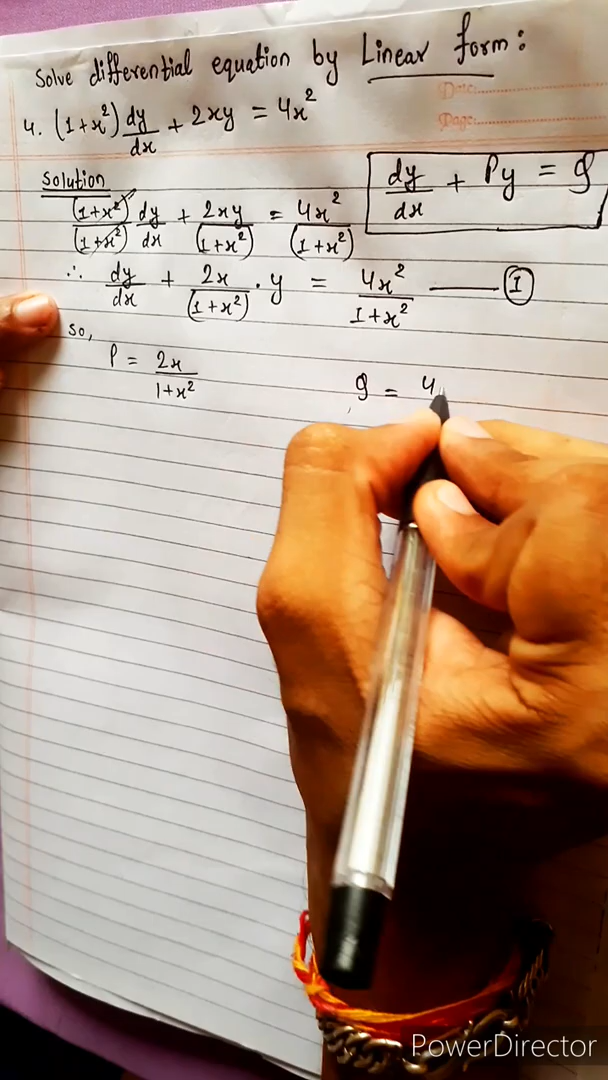 Solve differential equation by Linear form:
Date:
4. (1+x²) dy/dx + 2xy = 4x²
Page:
Solution
dy/dx + Py = Q
(1+x²)/(1+x²) dy/dx + 2xy/(1+x²) = 4x²/(1+x²)
∴ dy/dx + 2x/(1+x²) . y = 4x²/1+x² —— ①
so,
P = 2x/1+x²
Q = 4
PowerDirector